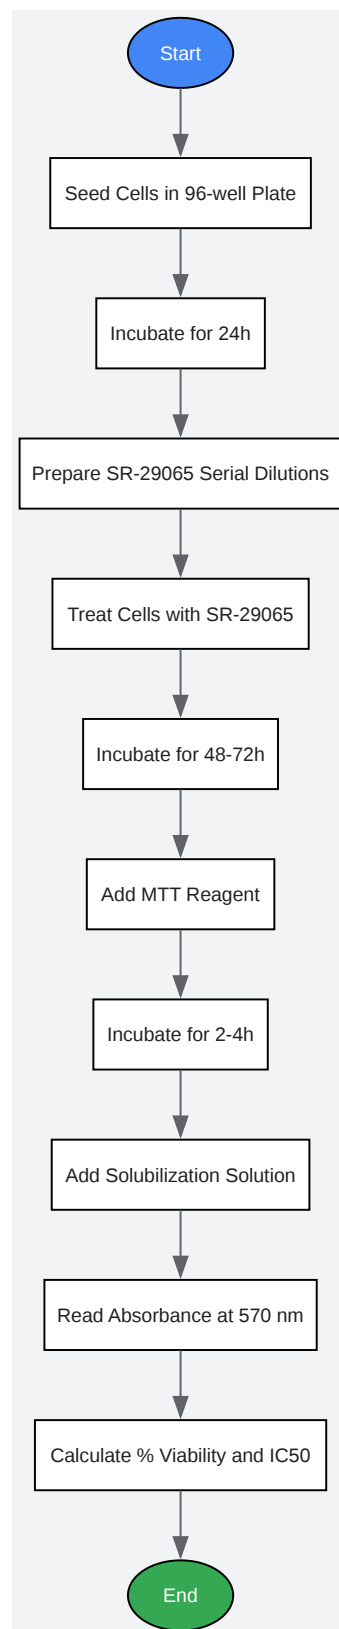 Start
Seed Cells in 96-well Plate
Incubate for 24h
Prepare SR-29065 Serial Dilutions
Treat Cells with SR-29065
Incubate for 48-72h
Add MTT Reagent
Incubate for 2-4h
Add Solubilization Solution
Read Absorbance at 570 nm
Calculate % Viability and IC50
End